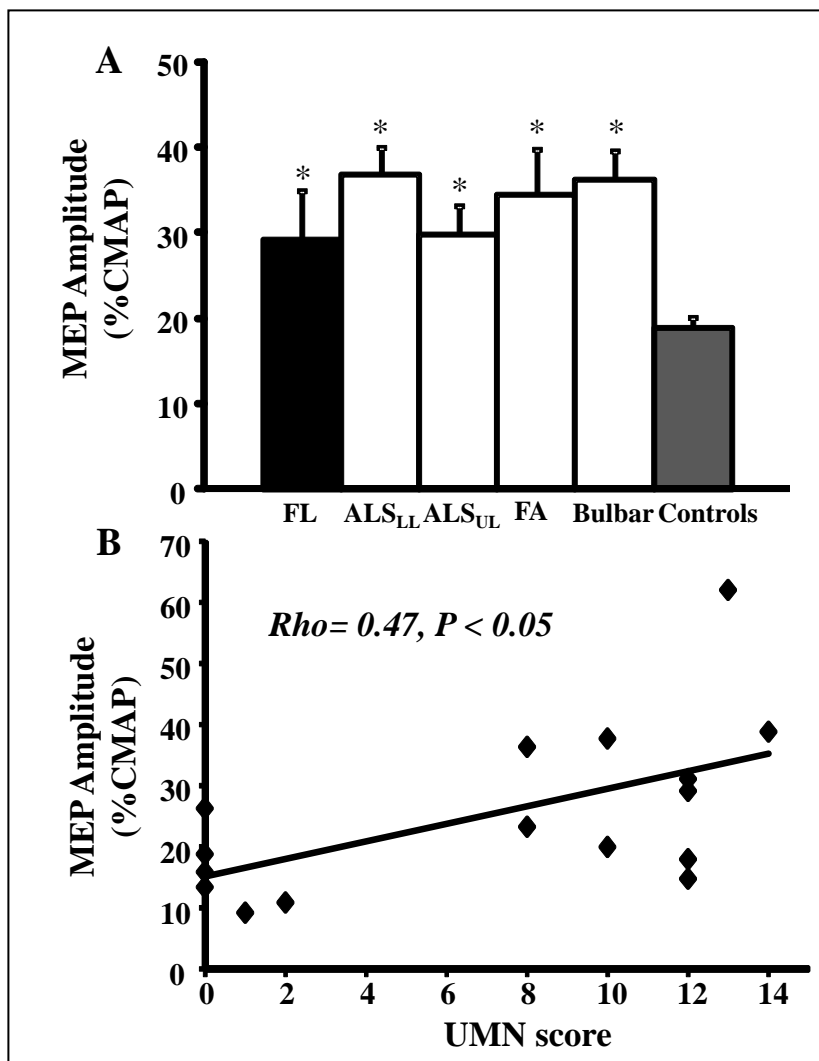 A
50
40
30
20
10
0
MEP Amplitude
(%CMAP)
* * * * *
FL ALSLL ALSUL FA Bulbar Controls
B
70
60
50
40
30
20
10
0
MEP Amplitude
(%CMAP)
Rho= 0.47, P < 0.05
0 2 4 6 8 10 12 14
UMN score